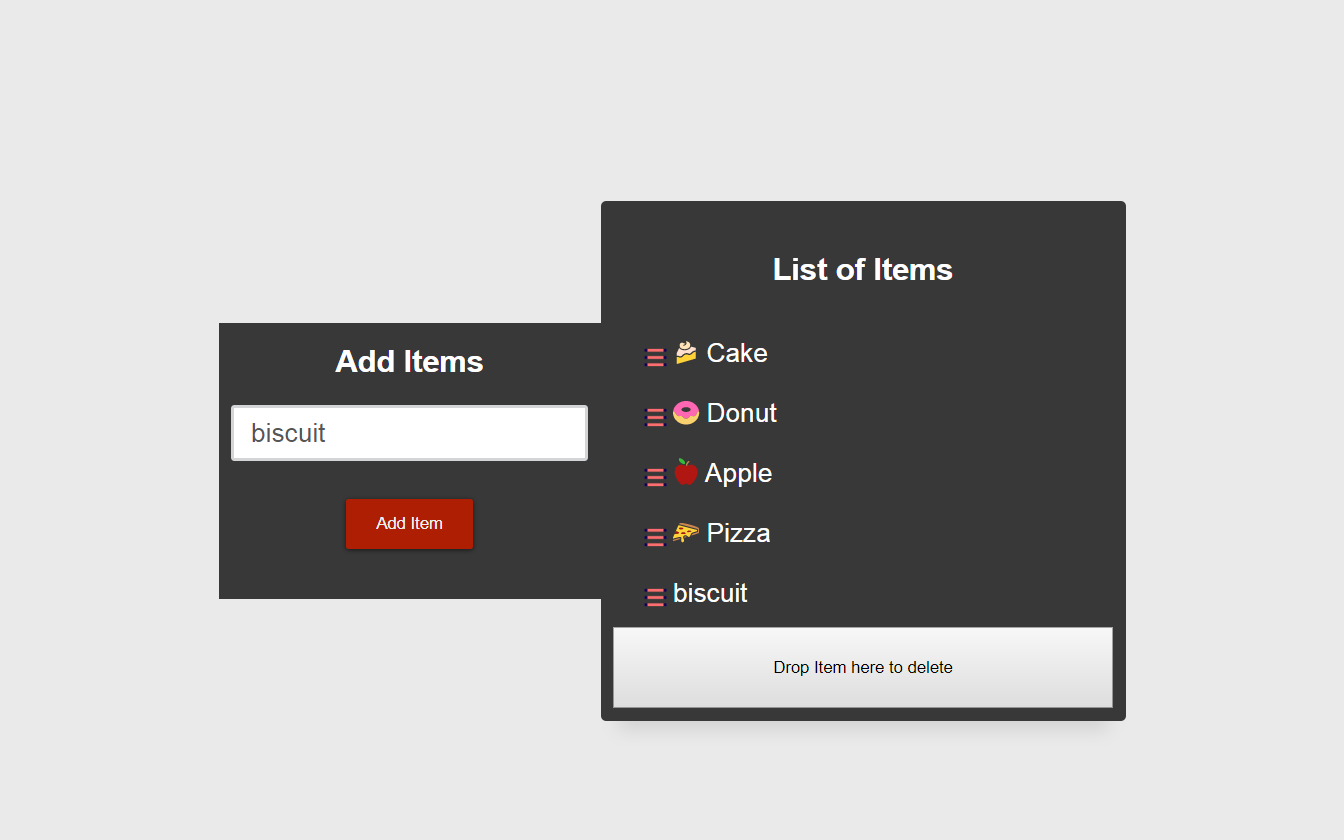 Add Items
biscuit
Add Item
List of Items
Cake
Donut
Apple
Pizza
biscuit
Drop Item here to delete